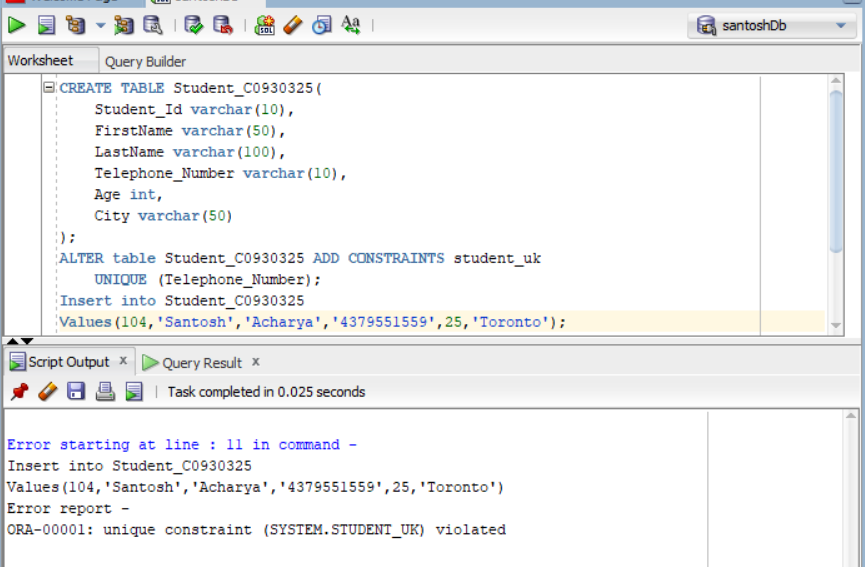 santoshDb
Worksheet Query Builder
CREATE TABLE Student_C0930325(
Student_Id varchar(10),
FirstName varchar(50),
LastName varchar(100),
Telephone_Number varchar(10),
Age int,
City varchar(50)
);
ALTER table Student_C0930325 ADD CONSTRAINTS student_uk
UNIQUE (Telephone_Number);
Insert into Student_C0930325
Values(104,'Santosh','Acharya','4379551559',25,'Toronto');
Script Output x Query Result x
Task completed in 0.025 seconds
Error starting at line : 11 in command -
Insert into Student_C0930325
Values(104,'Santosh','Acharya','4379551559',25,'Toronto')
Error report -
ORA-00001: unique constraint (SYSTEM.STUDENT_UK) violated